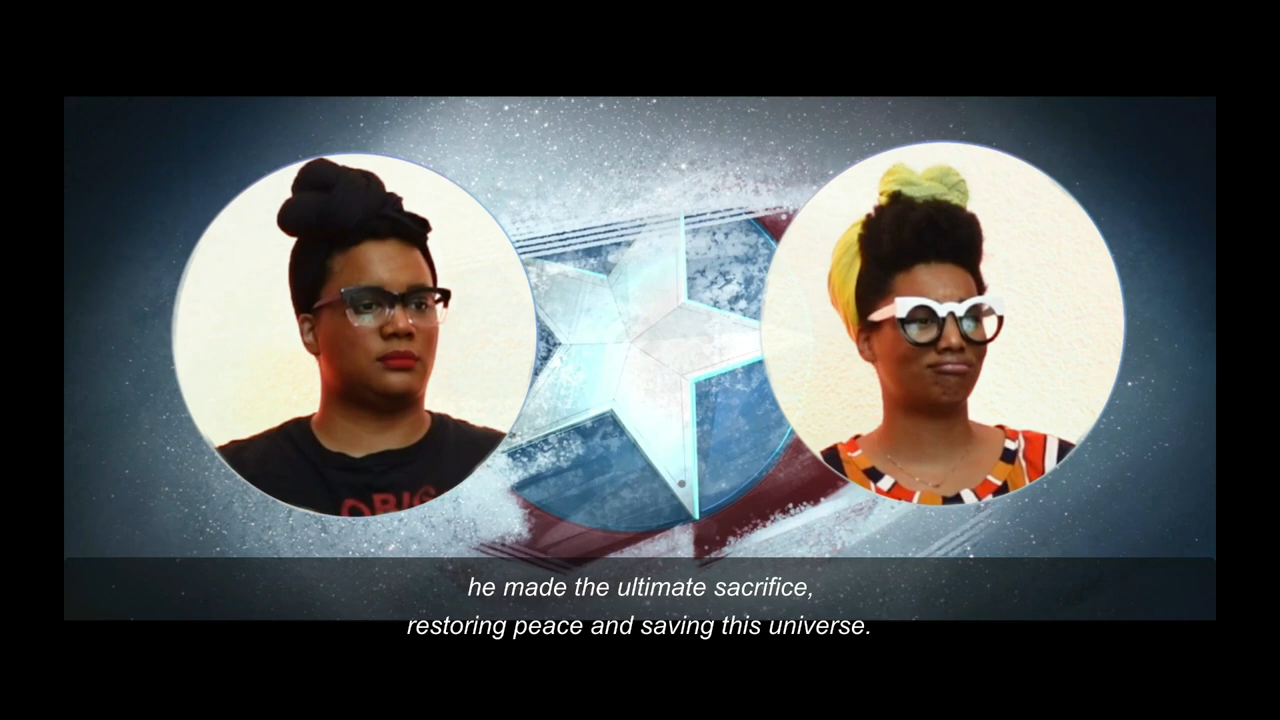 he made the ultimate sacrifice,
restoring peace and saving this universe.